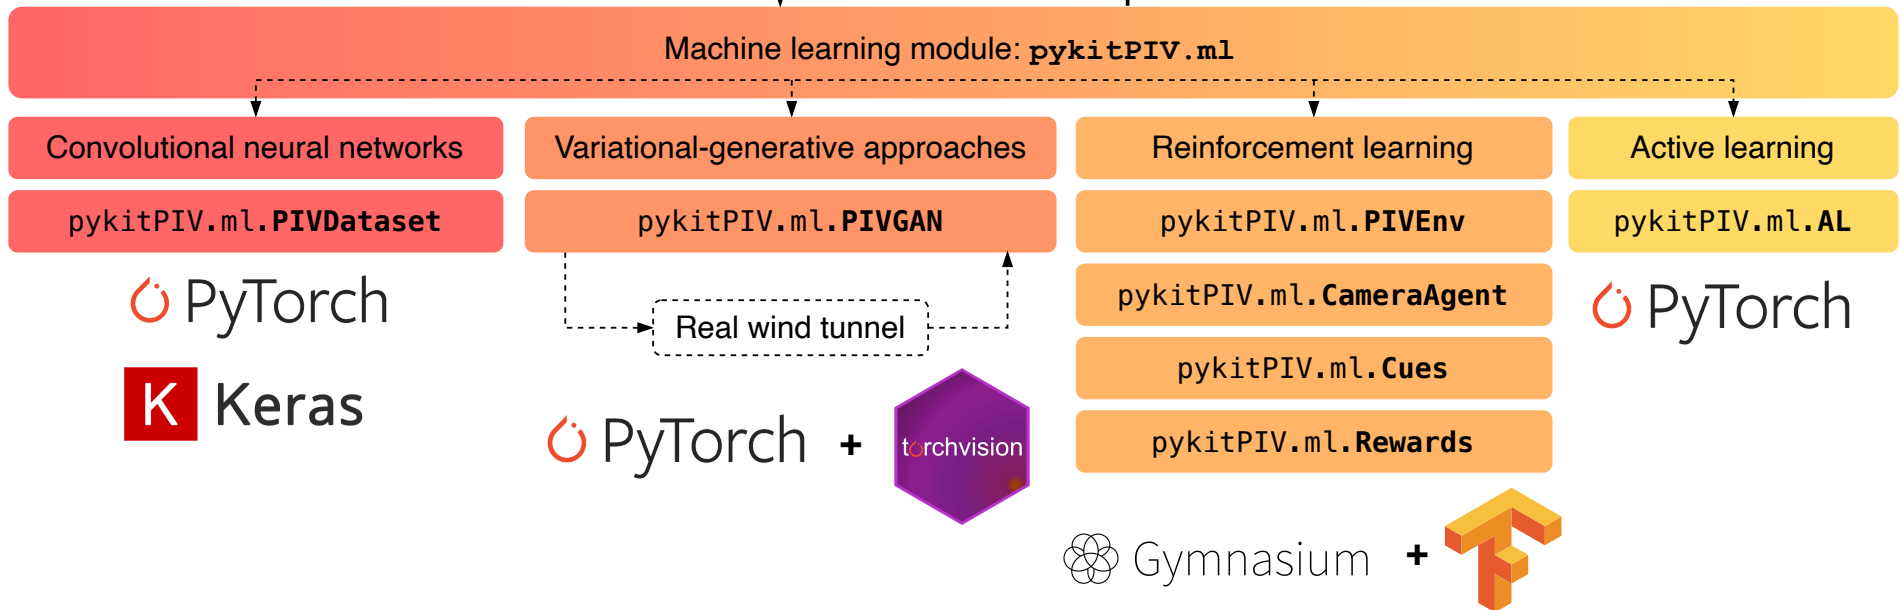 Machine learning module: pykitPIV.ml
Convolutional neural networks
Variational-generative approaches
Reinforcement learning
Active learning
pykitPIV.ml.PIVDataset
pykitPIV.ml.PIVGAN
pykitPIV.ml.PIVEnv
pykitPIV.ml.AL
PyTorch
Keras
Real wind tunnel
PyTorch + torchvision
pykitPIV.ml.CameraAgent
pykitPIV.ml.Cues
pykitPIV.ml.Rewards
Gymnasium +
PyTorch